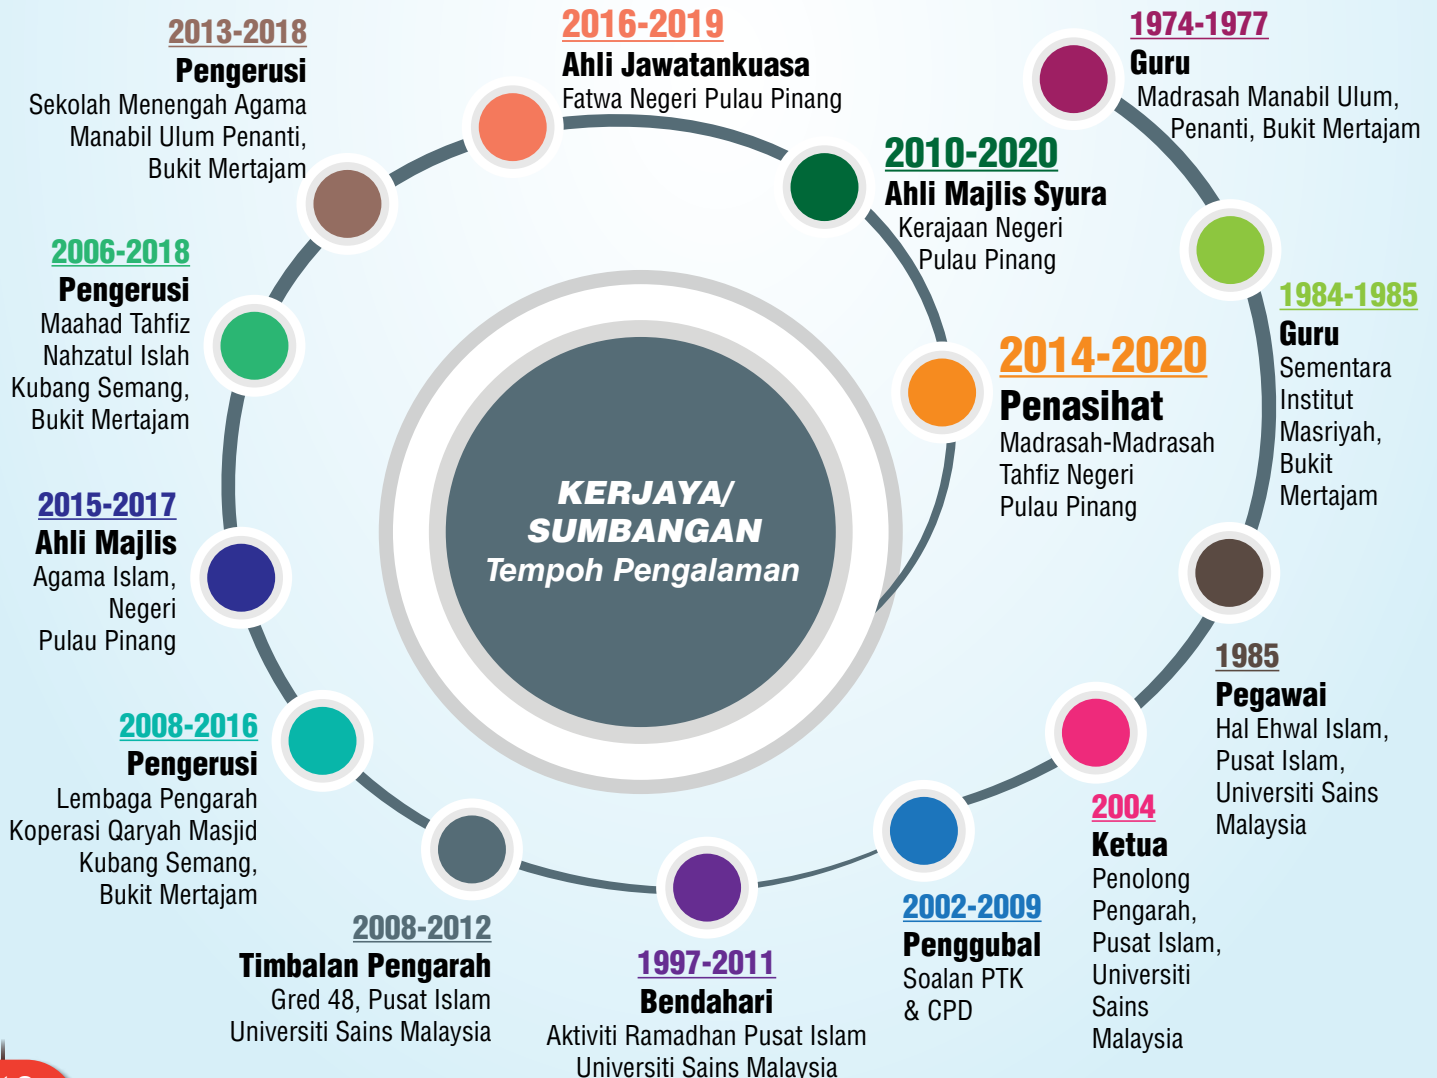 1974-1977
Guru
Madrasah Manabil Ulum,
Penanti, Bukit Mertajam
1984-1985
Guru
Sementara
Institut
Masriyah,
Bukit
Mertajam
1985
Pegawai
Hal Ehwal Islam,
Pusat Islam,
Universiti Sains
Malaysia
2004
Ketua
Penolong
Pengarah,
Pusat Islam,
Universiti
Sains
Malaysia
2002-2009
Penggubal
Soalan PTK
& CPD
1997-2011
Bendahari
Aktiviti Ramadhan Pusat Islam
Universiti Sains Malaysia
2008-2012
Timbalan Pengarah
Gred 48, Pusat Islam
Universiti Sains Malaysia
2008-2016
Pengerusi
Lembaga Pengarah
Koperasi Qaryah Masjid
Kubang Semang,
Bukit Mertajam
2015-2017
Ahli Majlis
Agama Islam,
Negeri
Pulau Pinang
2006-2018
Pengerusi
Maahad Tahfiz
Nahzatul Islah
Kubang Semang,
Bukit Mertajam
2013-2018
Pengerusi
Sekolah Menengah Agama
Manabil Ulum Penanti,
Bukit Mertajam
2016-2019
Ahli Jawatankuasa
Fatwa Negeri Pulau Pinang
2010-2020
Ahli Majlis Syura
Kerajaan Negeri
Pulau Pinang
2014-2020
Penasihat
Madrasah-Madrasah
Tahfiz Negeri
Pulau Pinang
KERJAYA/
SUMBANGAN
Tempoh Pengalaman